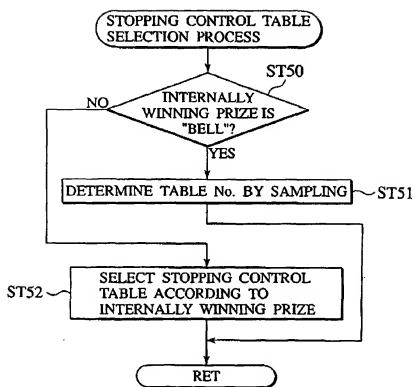 STOPPING CONTROL TABLE
SELECTION PROCESS
ST50
NO
INTERNALLY
WINNING PRIZE IS
"BELL"?
YES
DETERMINE TABLE No. BY SAMPLING
ST51
SELECT STOPPING CONTROL
TABLE ACCORDING TO
INTERNALLY WINNING PRIZE
ST52
RET